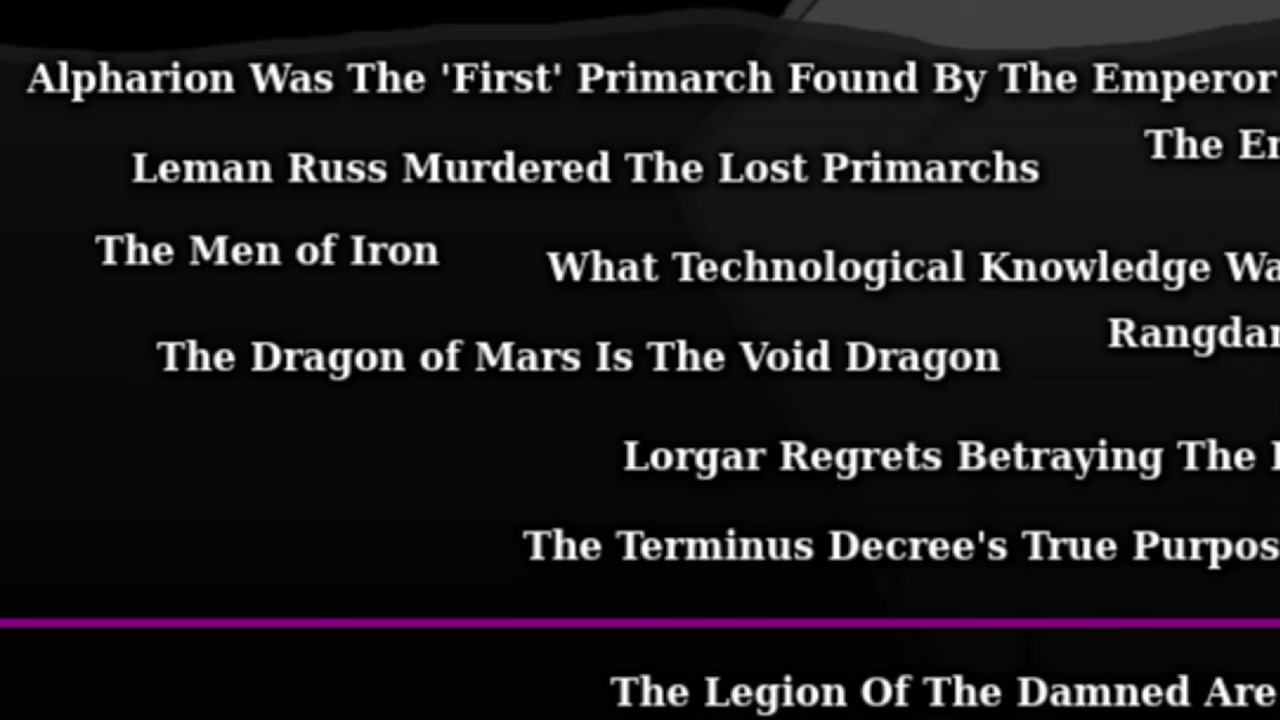 Alpharion Was The 'First' Primarch Found By The Emperor
The
Leman Russ Murdered The Lost Primarchs
The Men of Iron
What Technological Knowledge
The Dragon of Mars Is The Void Dragon
Lorgar Regrets Betraying The
The Terminus Decree's True
The Legion Of The Damned Are